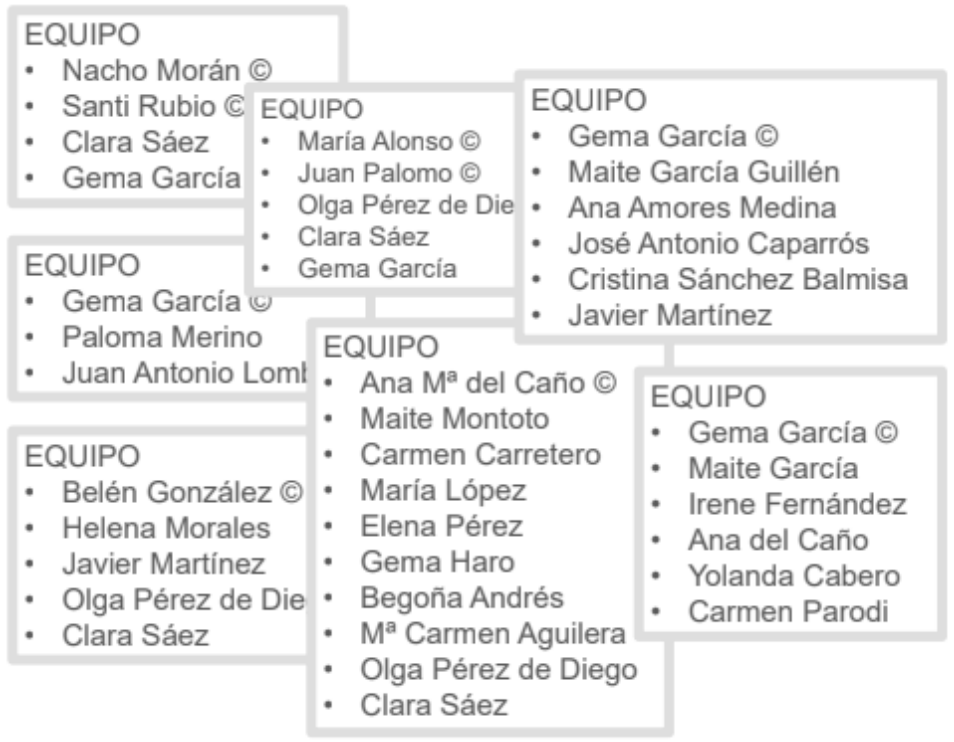 EQUIPO
• Nacho Morán ©
• Santi Rubio ©
• Clara Sáez
• Gema García
EQUIPO
• María Alonso ©
• Juan Palomo ©
• Olga Pérez de Die
• Clara Sáez
• Gema García
EQUIPO
• Gema García ©
• Maite García Guillén
• Ana Amores Medina
• José Antonio Caparrós
• Cristina Sánchez Balmisa
• Javier Martínez
EQUIPO
• Gema García ©
• Paloma Merino
• Juan Antonio Lomb
EQUIPO
• Ana Mª del Caño ©
• Maite Montoto
• Carmen Carretero
• María López
• Elena Pérez
• Gema Haro
• Begoña Andrés
• Mª Carmen Aguilera
• Olga Pérez de Diego
• Clara Sáez
EQUIPO
• Gema García ©
• Maite García
• Irene Fernández
• Ana del Caño
• Yolanda Cabero
• Carmen Parodi
EQUIPO
• Belén González ©
• Helena Morales
• Javier Martínez
• Olga Pérez de Die
• Clara Sáez